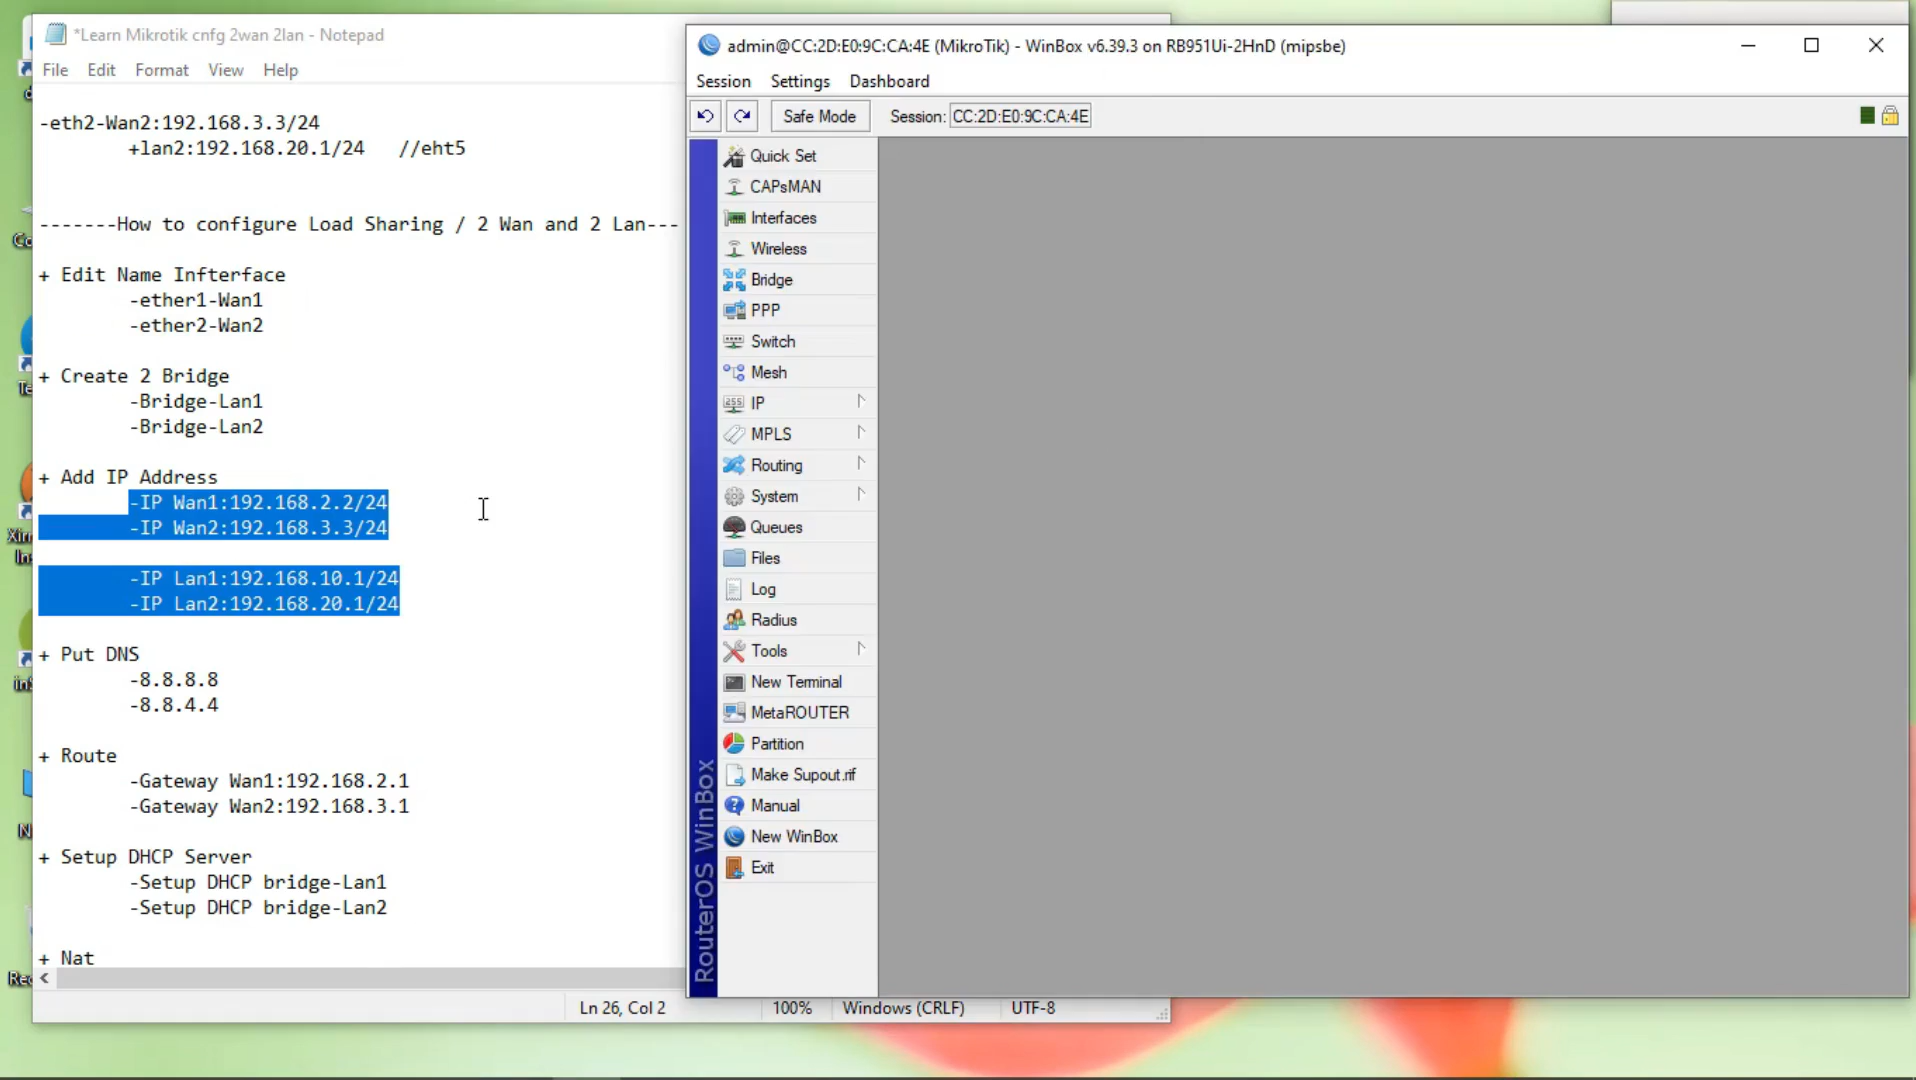 *Learn Mikrotik cnfg 2wan 2lan - Notepad
File Edit Format View Help
-eth2-Wan2:192.168.3.3/24
+lan2:192.168.20.1/24 //eht5
-------How to configure Load Sharing / 2 Wan and 2 Lan---
+ Edit Name Infterface
-ether1-Wan1
-ether2-Wan2
+ Create 2 Bridge
-Bridge-Lan1
-Bridge-Lan2
+ Add IP Address
-IP Wan1:192.168.2.2/24
-IP Wan2:192.168.3.3/24
-IP Lan1:192.168.10.1/24
-IP Lan2:192.168.20.1/24
+ Put DNS
-8.8.8.8
-8.8.4.4
+ Route
-Gateway Wan1:192.168.2.1
-Gateway Wan2:192.168.3.1
+ Setup DHCP Server
-Setup DHCP bridge-Lan1
-Setup DHCP bridge-Lan2
+ Nat
Ln 26, Col 2 100% Windows (CRLF) UTF-8
admin@CC:2D:E0:9C:CA:4E (MikroTik) - WinBox v6.39.3 on RB951Ui-2HnD (mipsbe)
Session Settings Dashboard
Safe Mode Session: CC:2D:E0:9C:CA:4E
Quick Set
CAPsMAN
Interfaces
Wireless
Bridge
PPP
Switch
Mesh
IP
MPLS
Routing
System
Queues
Files
Log
Radius
Tools
New Terminal
MetaROUTER
Partition
Make Supout.rif
Manual
New WinBox
Exit
RouterOS WinBox